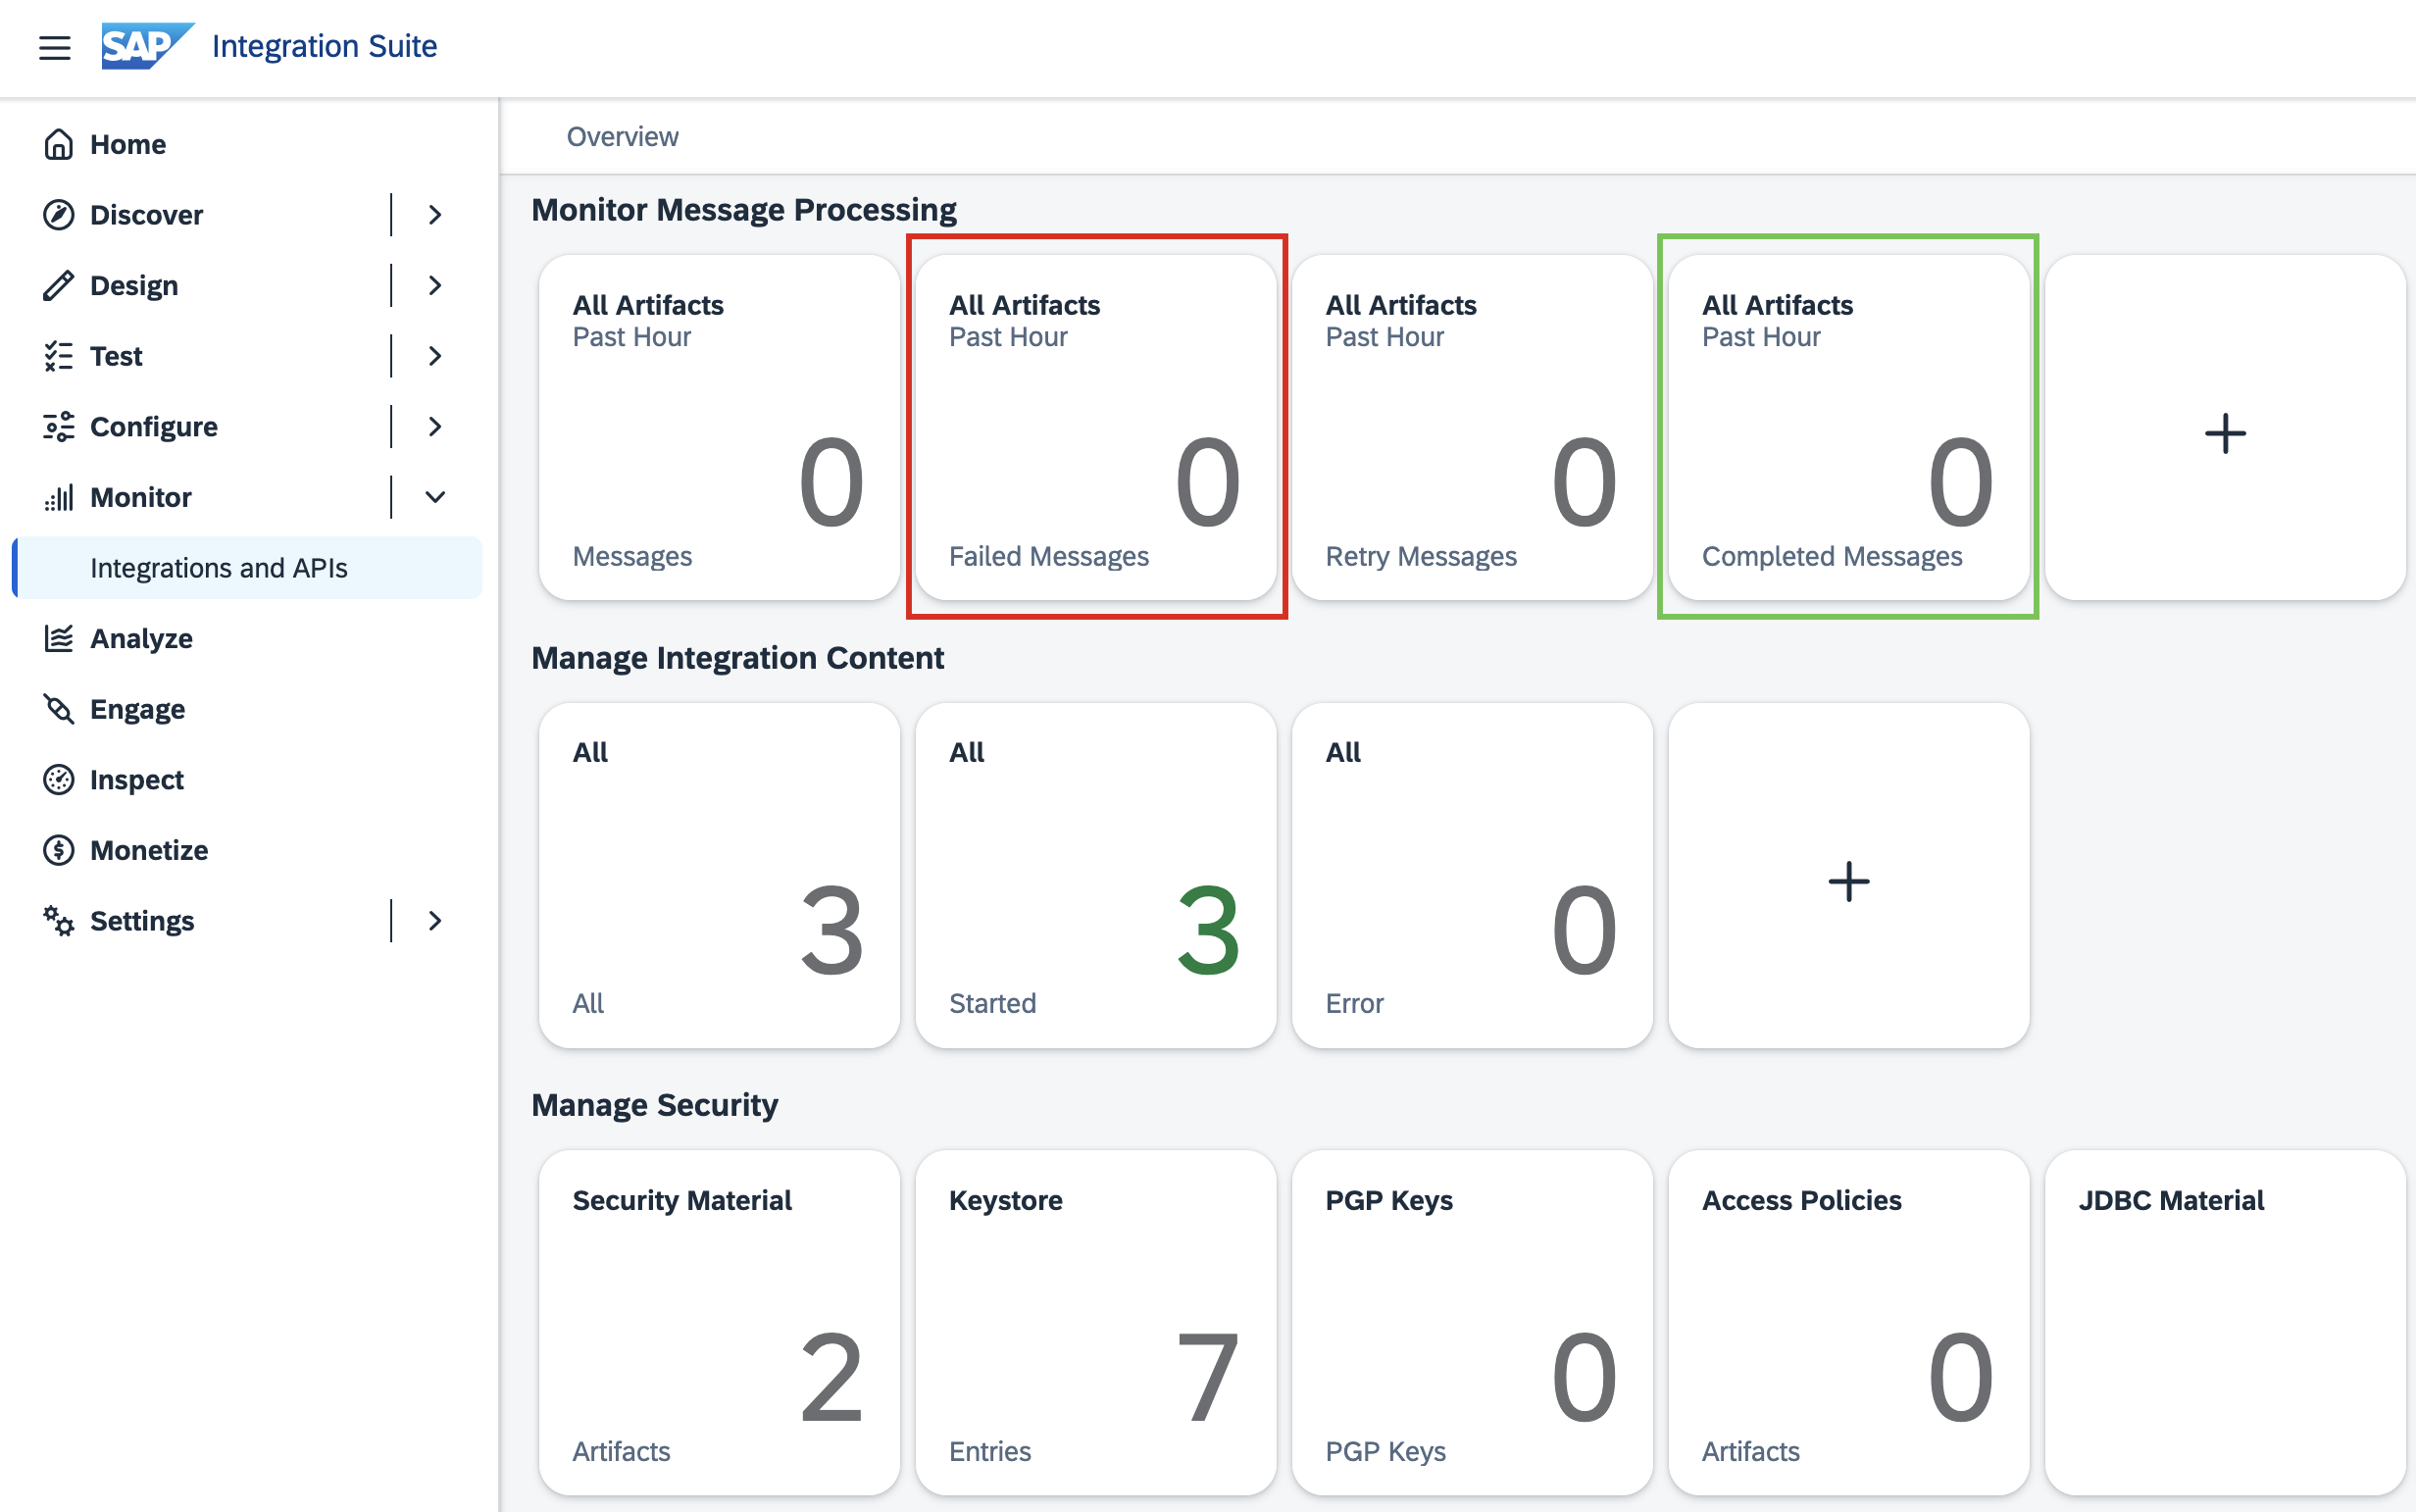 SAP Integration Suite
Home
Discover
Design
Test
Configure
Monitor
Integrations and APIs
Analyze
Engage
Inspect
Monetize
Settings
Overview
Monitor Message Processing
All Artifacts
Past Hour
0
Messages
All Artifacts
Past Hour
0
Failed Messages
All Artifacts
Past Hour
0
Retry Messages
All Artifacts
Past Hour
0
Completed Messages
Manage Integration Content
All
3
All
All
3
Started
All
0
Error
Manage Security
Security Material
2
Artifacts
Keystore
7
Entries
PGP Keys
0
PGP Keys
Access Policies
0
Artifacts
JDBC Material